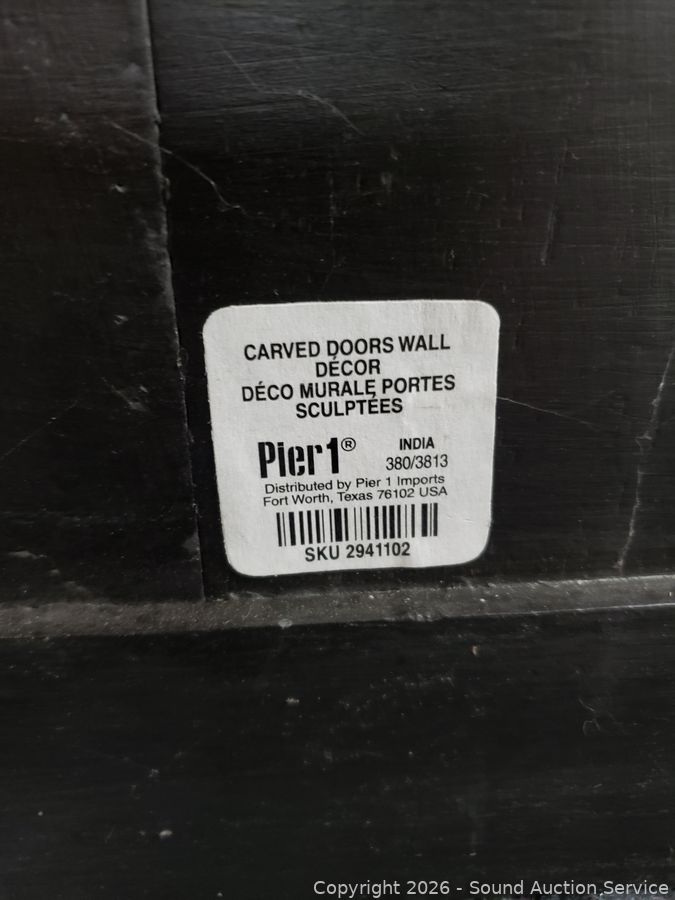 CARVED DOORS WALL
DÉCOR
DÉCO MURALE PORTES
SCULPTÉES
Pier1® INDIA
380/3813
Distributed by Pier 1 Imports
Fort Worth, Texas 76102 USA
SKU 2941102
Copyright 2026 - Sound Auction Service